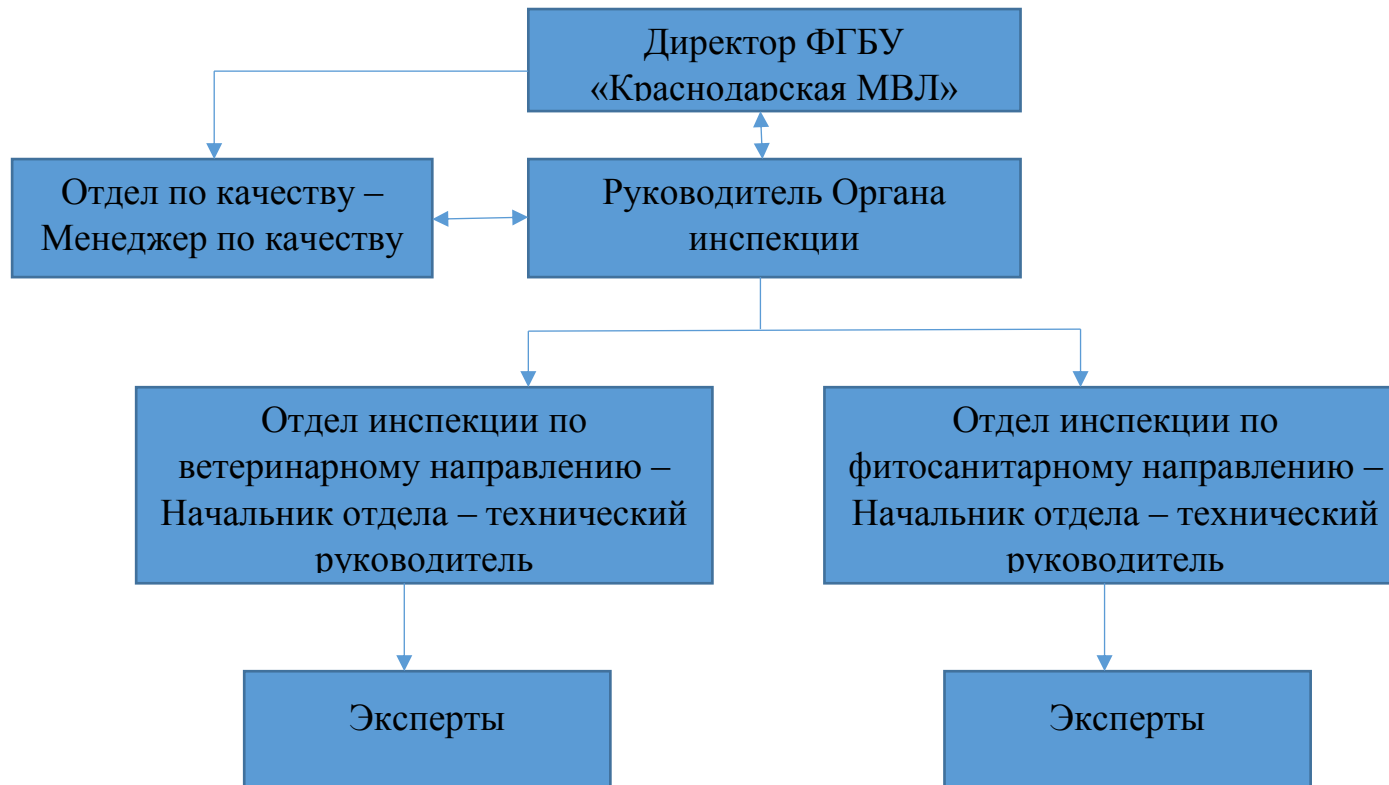 Директор ФГБУ
«Краснодарская МВЛ»
Отдел по качеству –
Менеджер по качеству
Руководитель Органа
инспекции
Отдел инспекции по
ветеринарному направлению –
Начальник отдела – технический
руководитель
Отдел инспекции по
фитосанитарному направлению –
Начальник отдела – технический
руководитель
Эксперты
Эксперты